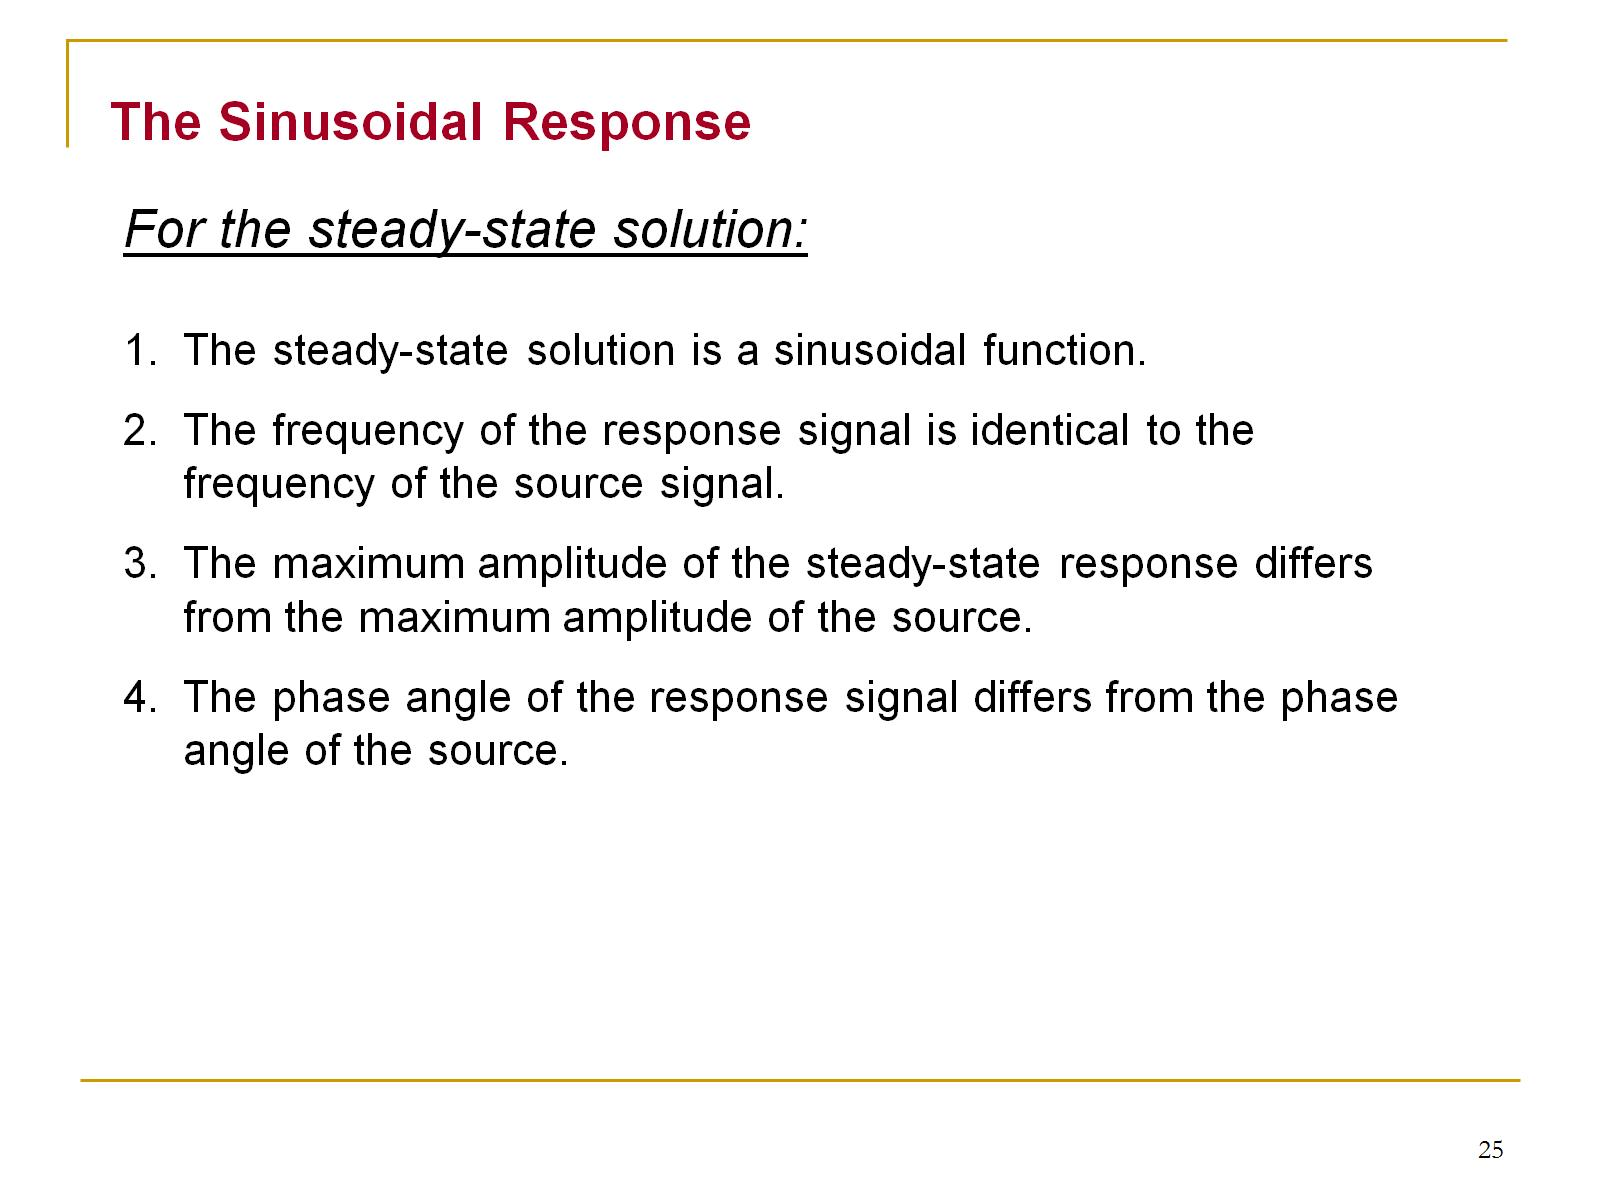 The Sinusoidal Response
For the steady-state solution:
1. The steady-state solution is a sinusoidal function.
2. The frequency of the response signal is identical to the
frequency of the source signal.
3. The maximum amplitude of the steady-state response differs
from the maximum amplitude of the source.
4. The phase angle of the response signal differs from the phase
angle of the source.
25